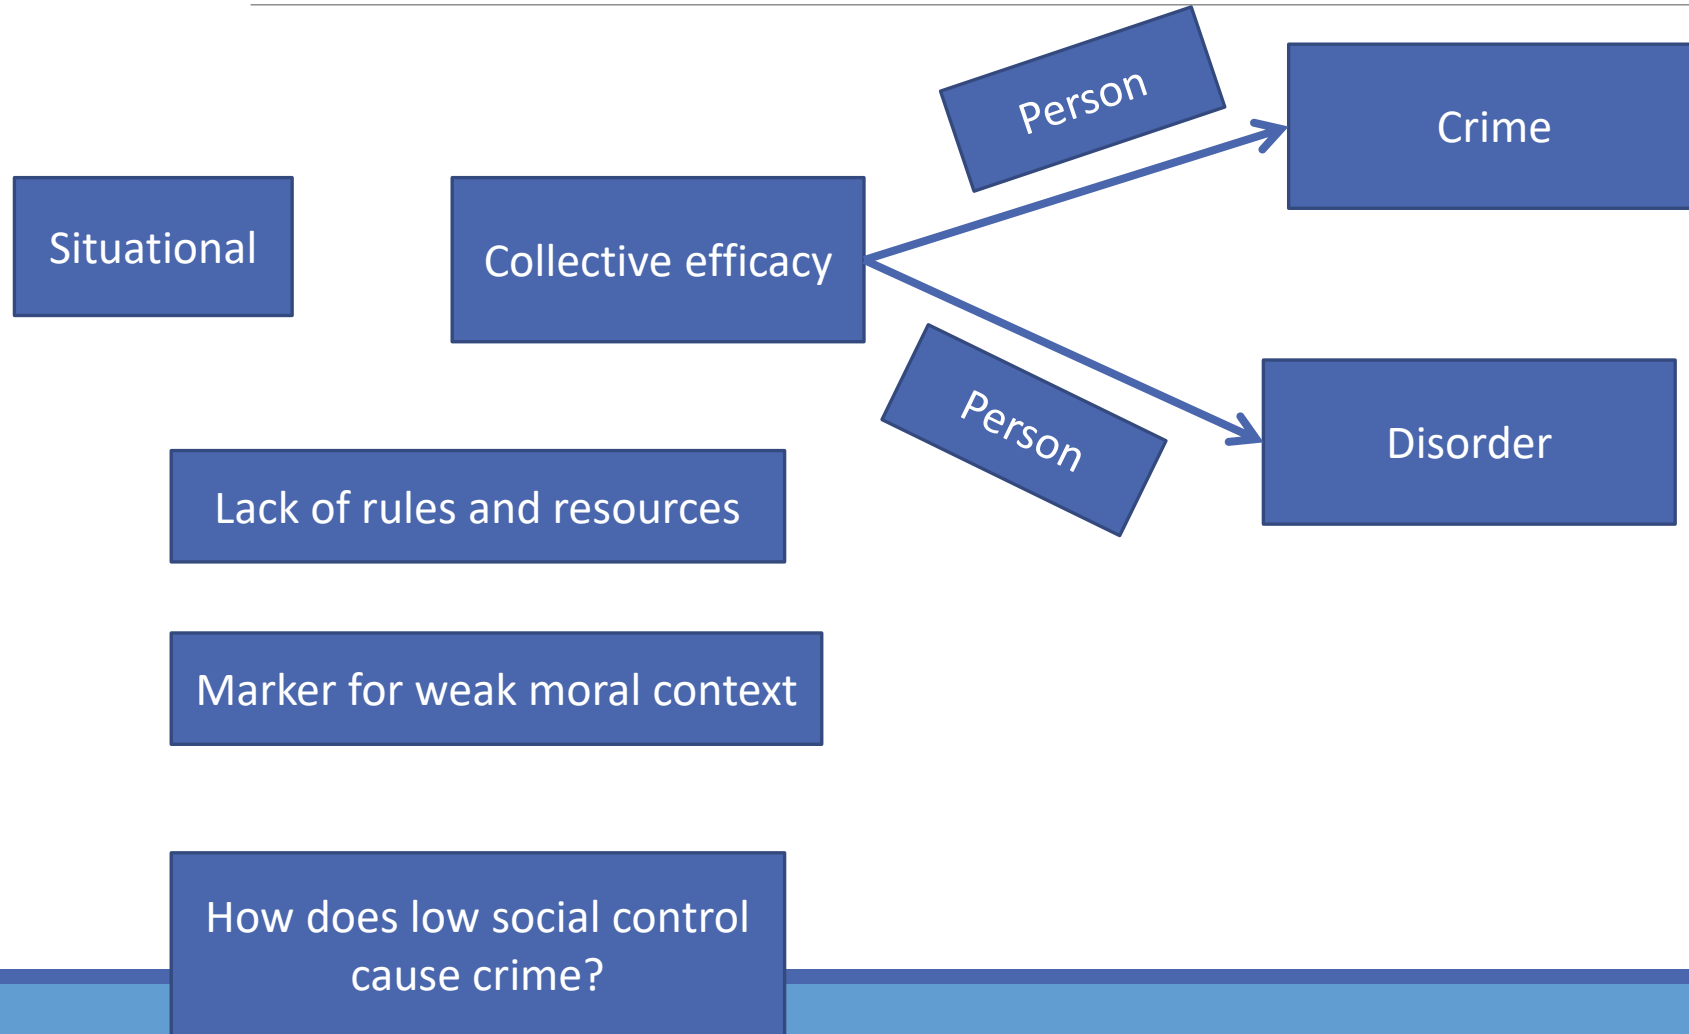 Person
Crime
Situational
Collective efficacy
Person
Disorder
Lack of rules and resources
Marker for weak moral context
How does low social control
cause crime?